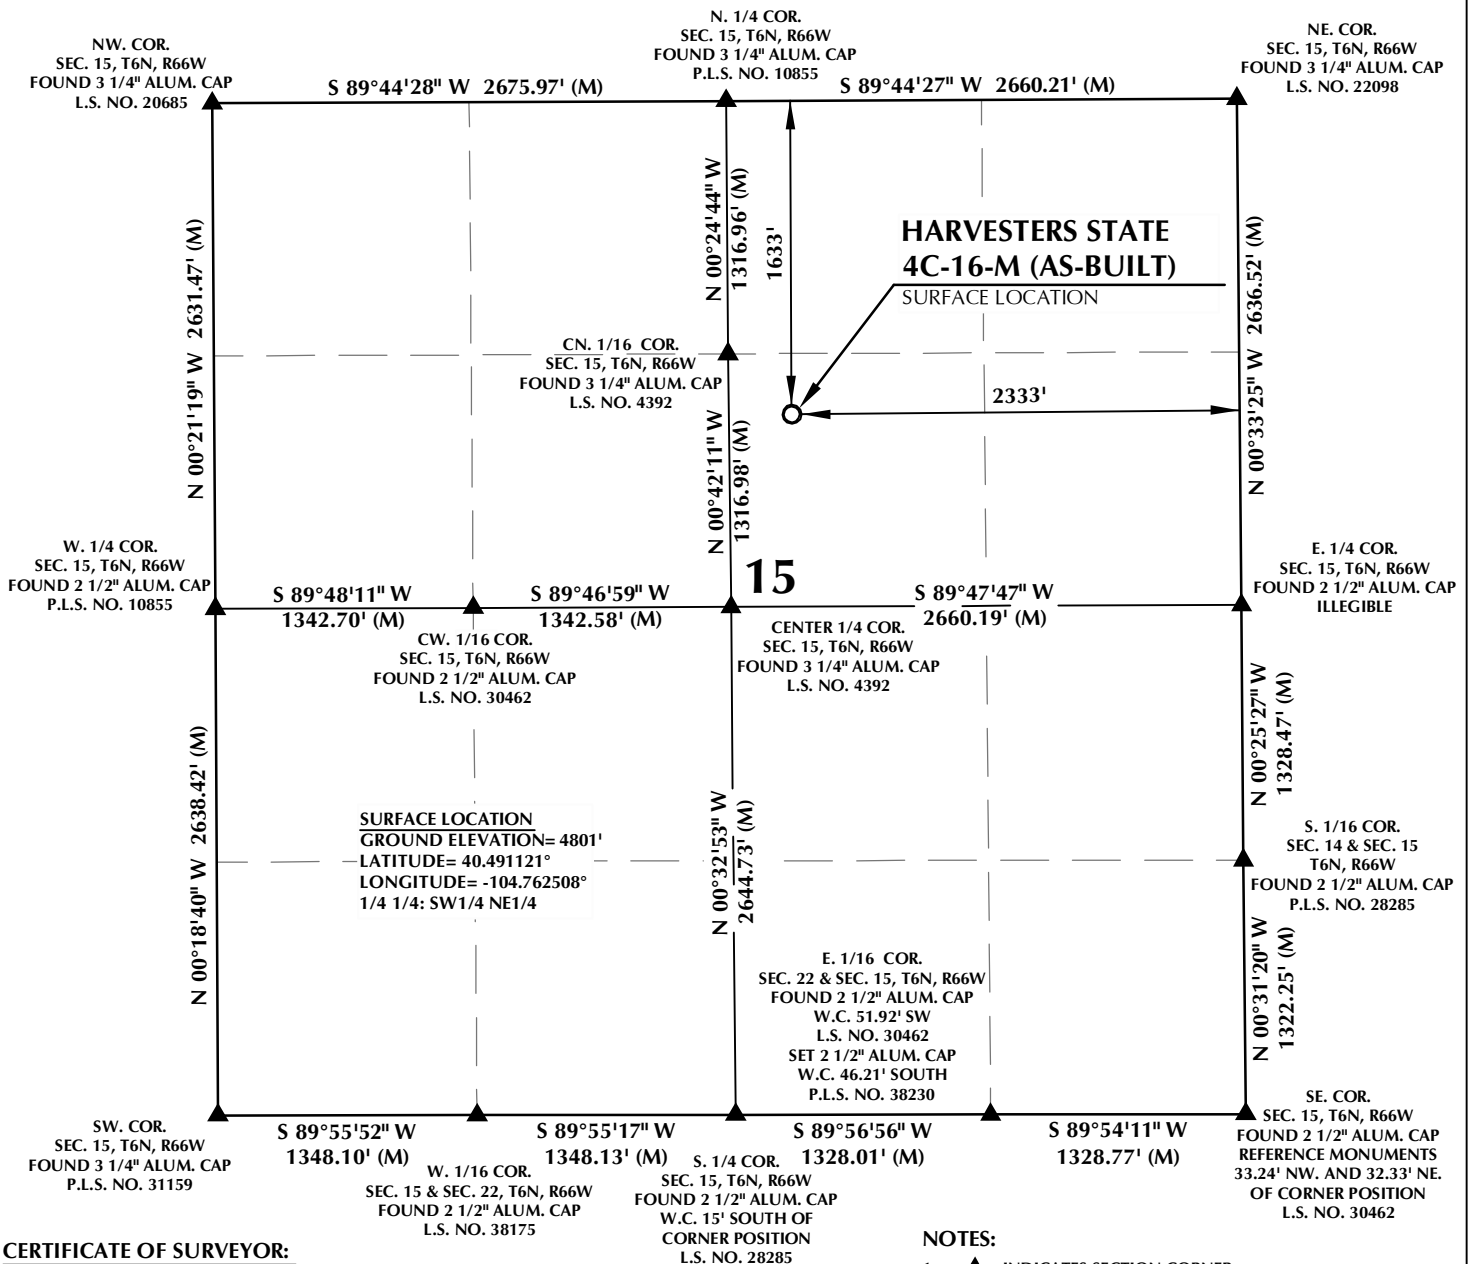 N. 1/4 COR.
SEC. 15, T6N, R66W
FOUND 3 1/4" ALUM. CAP
P.L.S. NO. 10855
NW. COR.
SEC. 15, T6N, R66W
FOUND 3 1/4" ALUM. CAP
L.S. NO. 20685
NE. COR.
SEC. 15, T6N, R66W
FOUND 3 1/4" ALUM. CAP
L.S. NO. 22098
S 89°44'28" W 2675.97' (M)
S 89°44'27" W 2660.21' (M)
N 00°21'19" W 2631.47' (M)
N 00°24'44" W
1316.96' (M)
1633'
HARVESTERS STATE
4C-16-M (AS-BUILT)
SURFACE LOCATION
N 00°33'25" W 2636.52' (M)
CN. 1/16 COR.
SEC. 15, T6N, R66W
FOUND 3 1/4" ALUM. CAP
L.S. NO. 4392
2333'
N 00°42'11" W
1316.98' (M)
W. 1/4 COR.
SEC. 15, T6N, R66W
FOUND 2 1/2" ALUM. CAP
P.L.S. NO. 10855
15
E. 1/4 COR.
SEC. 15, T6N, R66W
FOUND 2 1/2" ALUM. CAP
ILLEGIBLE
S 89°48'11" W
1342.70' (M)
S 89°46'59" W
1342.58' (M)
S 89°47'47" W
2660.19' (M)
CW. 1/16 COR.
SEC. 15, T6N, R66W
FOUND 2 1/2" ALUM. CAP
L.S. NO. 30462
CENTER 1/4 COR.
SEC. 15, T6N, R66W
FOUND 3 1/4" ALUM. CAP
L.S. NO. 4392
N 00°25'27" W
1328.47' (M)
N 00°18'40" W 2638.42' (M)
SURFACE LOCATION
GROUND ELEVATION= 4801'
LATITUDE= 40.491121°
LONGITUDE= -104.762508°
1/4 1/4: SW1/4 NE1/4
N 00°32'53" W
2644.73' (M)
S. 1/16 COR.
SEC. 14 & SEC. 15
T6N, R66W
FOUND 2 1/2" ALUM. CAP
P.L.S. NO. 28285
E. 1/16 COR.
SEC. 22 & SEC. 15, T6N, R66W
FOUND 2 1/2" ALUM. CAP
W.C. 51.92' SW
L.S. NO. 30462
SET 2 1/2" ALUM. CAP
W.C. 46.21' SOUTH
P.L.S. NO. 38230
N 00°31'20" W
1322.25' (M)
SW. COR.
SEC. 15, T6N, R66W
FOUND 3 1/4" ALUM. CAP
P.L.S. NO. 31159
S 89°55'52" W
1348.10' (M)
S 89°55'17" W
1348.13' (M)
S 89°56'56" W
1328.01' (M)
S 89°54'11" W
1328.77' (M)
SE. COR.
SEC. 15, T6N, R66W
FOUND 2 1/2" ALUM. CAP
REFERENCE MONUMENTS
33.24' NW. AND 32.33' NE.
OF CORNER POSITION
L.S. NO. 30462
W. 1/16 COR.
SEC. 15 & SEC. 22, T6N, R66W
FOUND 2 1/2" ALUM. CAP
L.S. NO. 38175
S. 1/4 COR.
SEC. 15, T6N, R66W
FOUND 2 1/2" ALUM. CAP
W.C. 15' SOUTH OF
CORNER POSITION
L.S. NO. 28285
CERTIFICATE OF SURVEYOR:
NOTES:
INDICATES SECTION CORNER